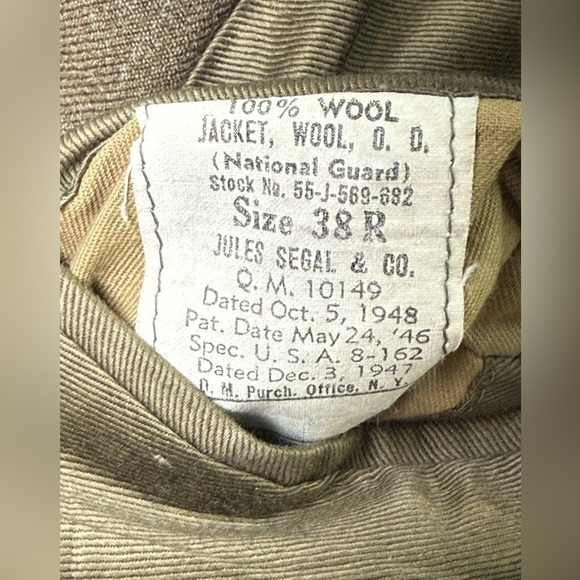 100% WOOL
JACKET, WOOL, O. D.
(National Guard)
Stock No. 55-J-569-682
Size 38 R
JULES SEGAL & CO.
Q. M. 10149
Dated Oct. 5, 1948
Pat. Date May 24, '46
Spec. U. S. A. 8-162
Dated Dec. 3, 1947
Q. M. Purch. Office, N. Y.